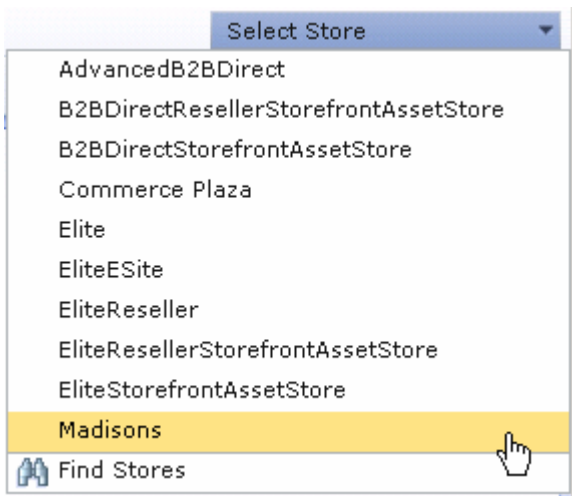 Select Store
AdvancedB2BDirect
B2BDirectResellerStorefrontAssetStore
B2BDirectStorefrontAssetStore
Commerce Plaza
Elite
EliteESite
EliteReseller
EliteResellerStorefrontAssetStore
EliteStorefrontAssetStore
Madisons
Find Stores